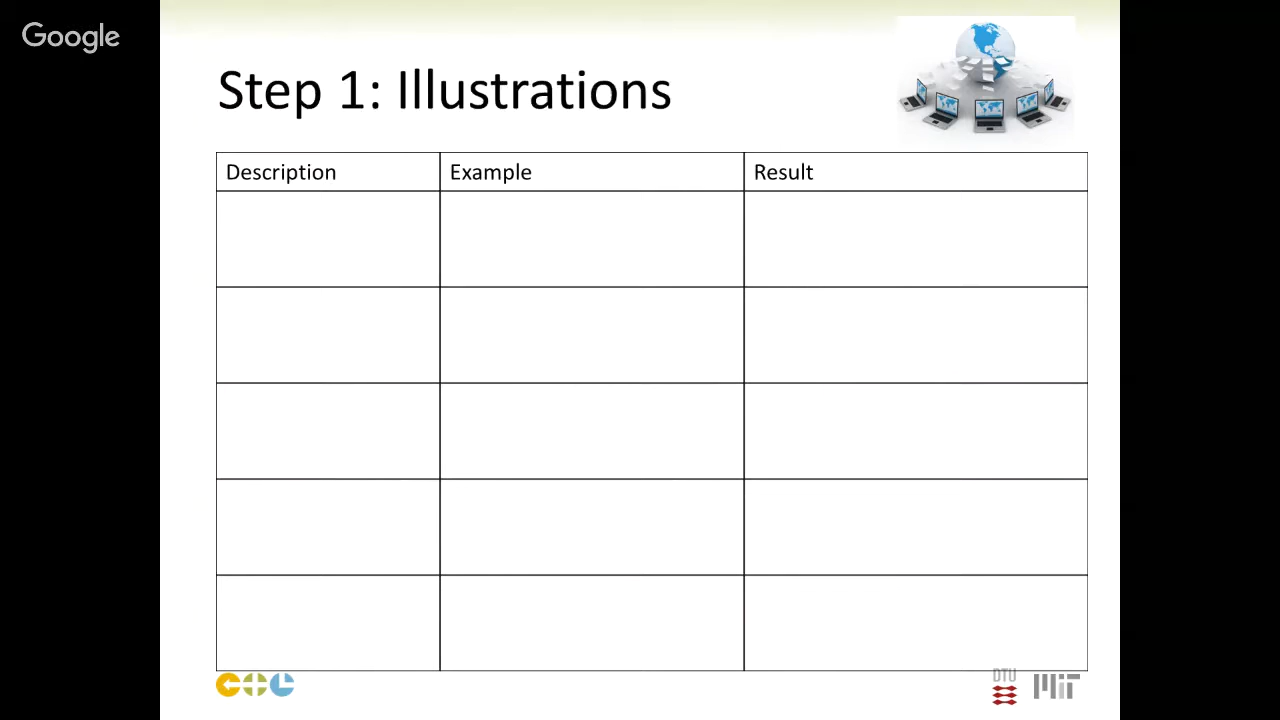 Google
Step 1: Illustrations
Description Example Result
DTU
MIT